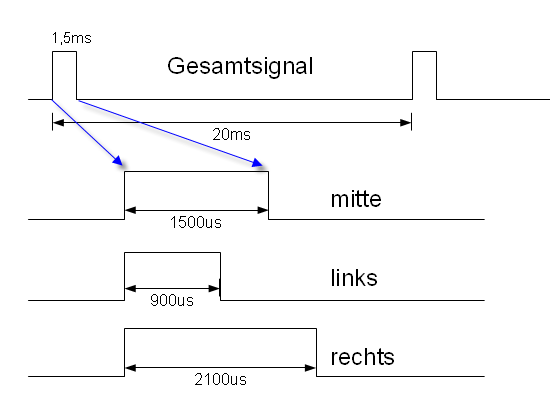 1,5ms
Gesamtsignal
20ms
mitte
1500us
links
900us
rechts
2100us